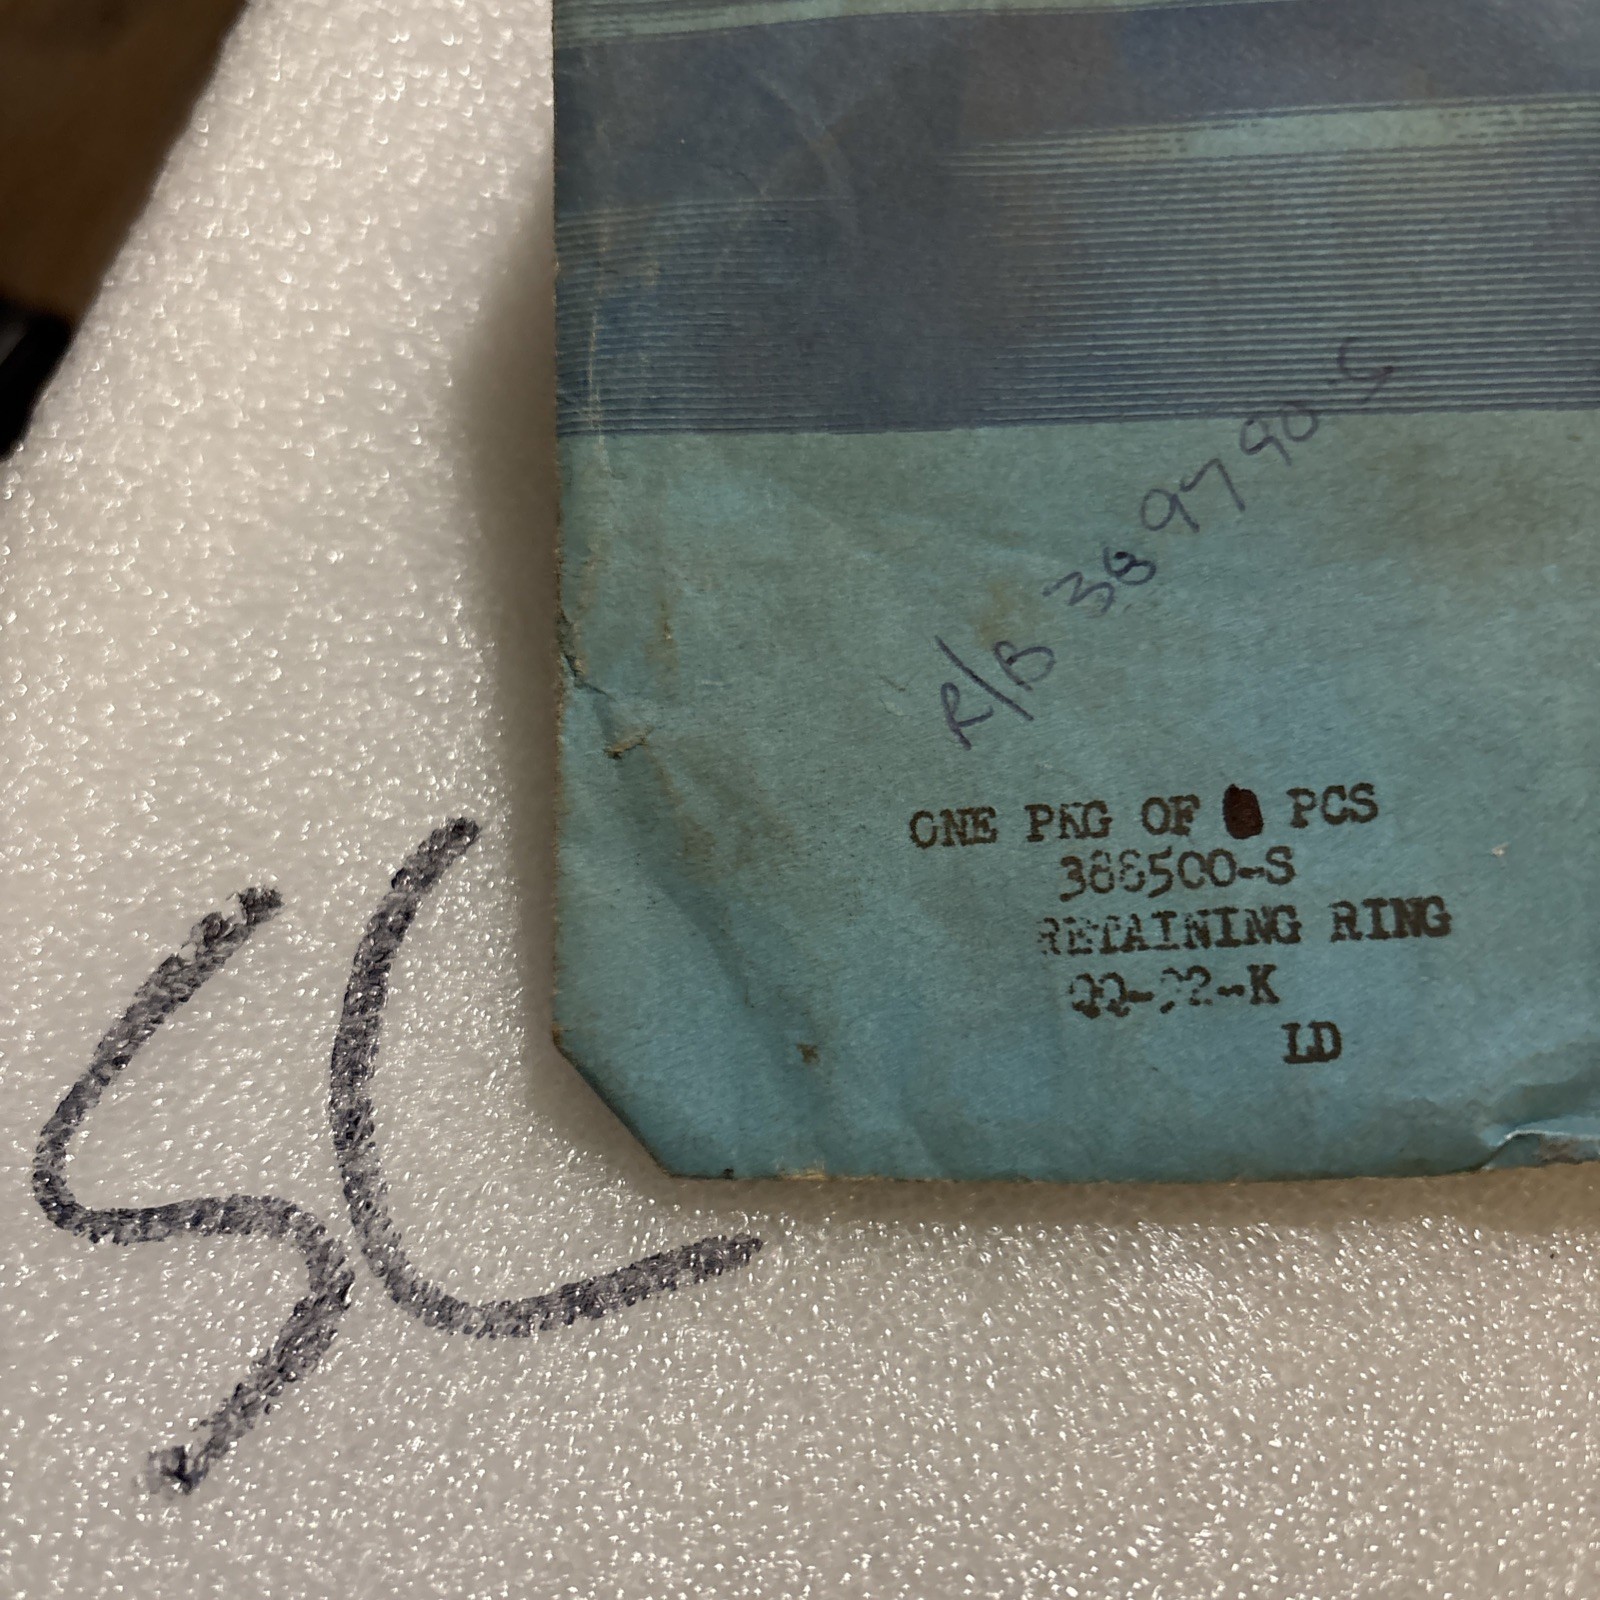 R/B 389790-S
ONE PKG OF PCS
388500-S
RETAINING RING
LD
SC